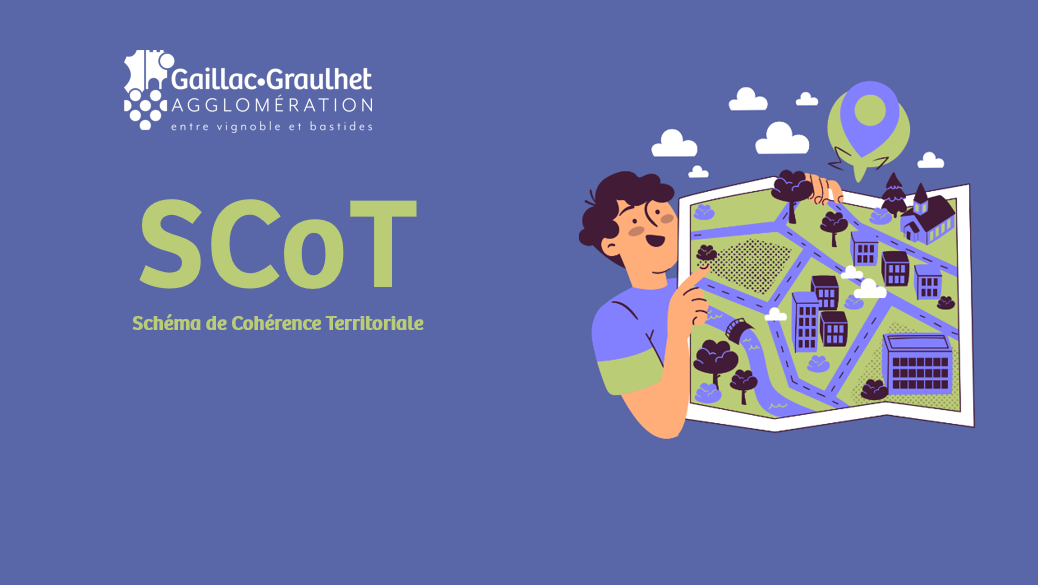 Gaillac•Graulhet
AGGLOMÉRATION
entre vignoble et bastides
SCoT
Schéma de Cohérence Territoriale